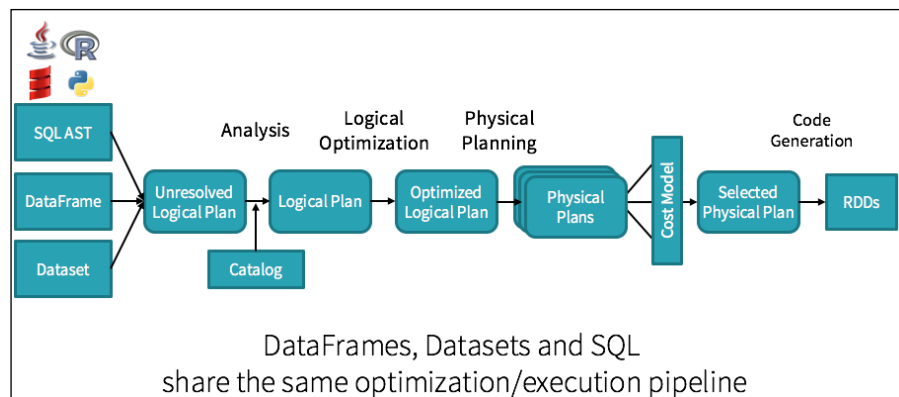 R
SQL AST
DataFrame
Dataset
Analysis
Unresolved
Logical Plan
Catalog
Logical Plan
Logical
Optimization
Optimized
Logical Plan
Physical
Planning
Physical
Plans
Cost Model
Selected
Physical Plan
Code
Generation
RDDs
DataFrames, Datasets and SQL
share the same optimization/execution pipeline